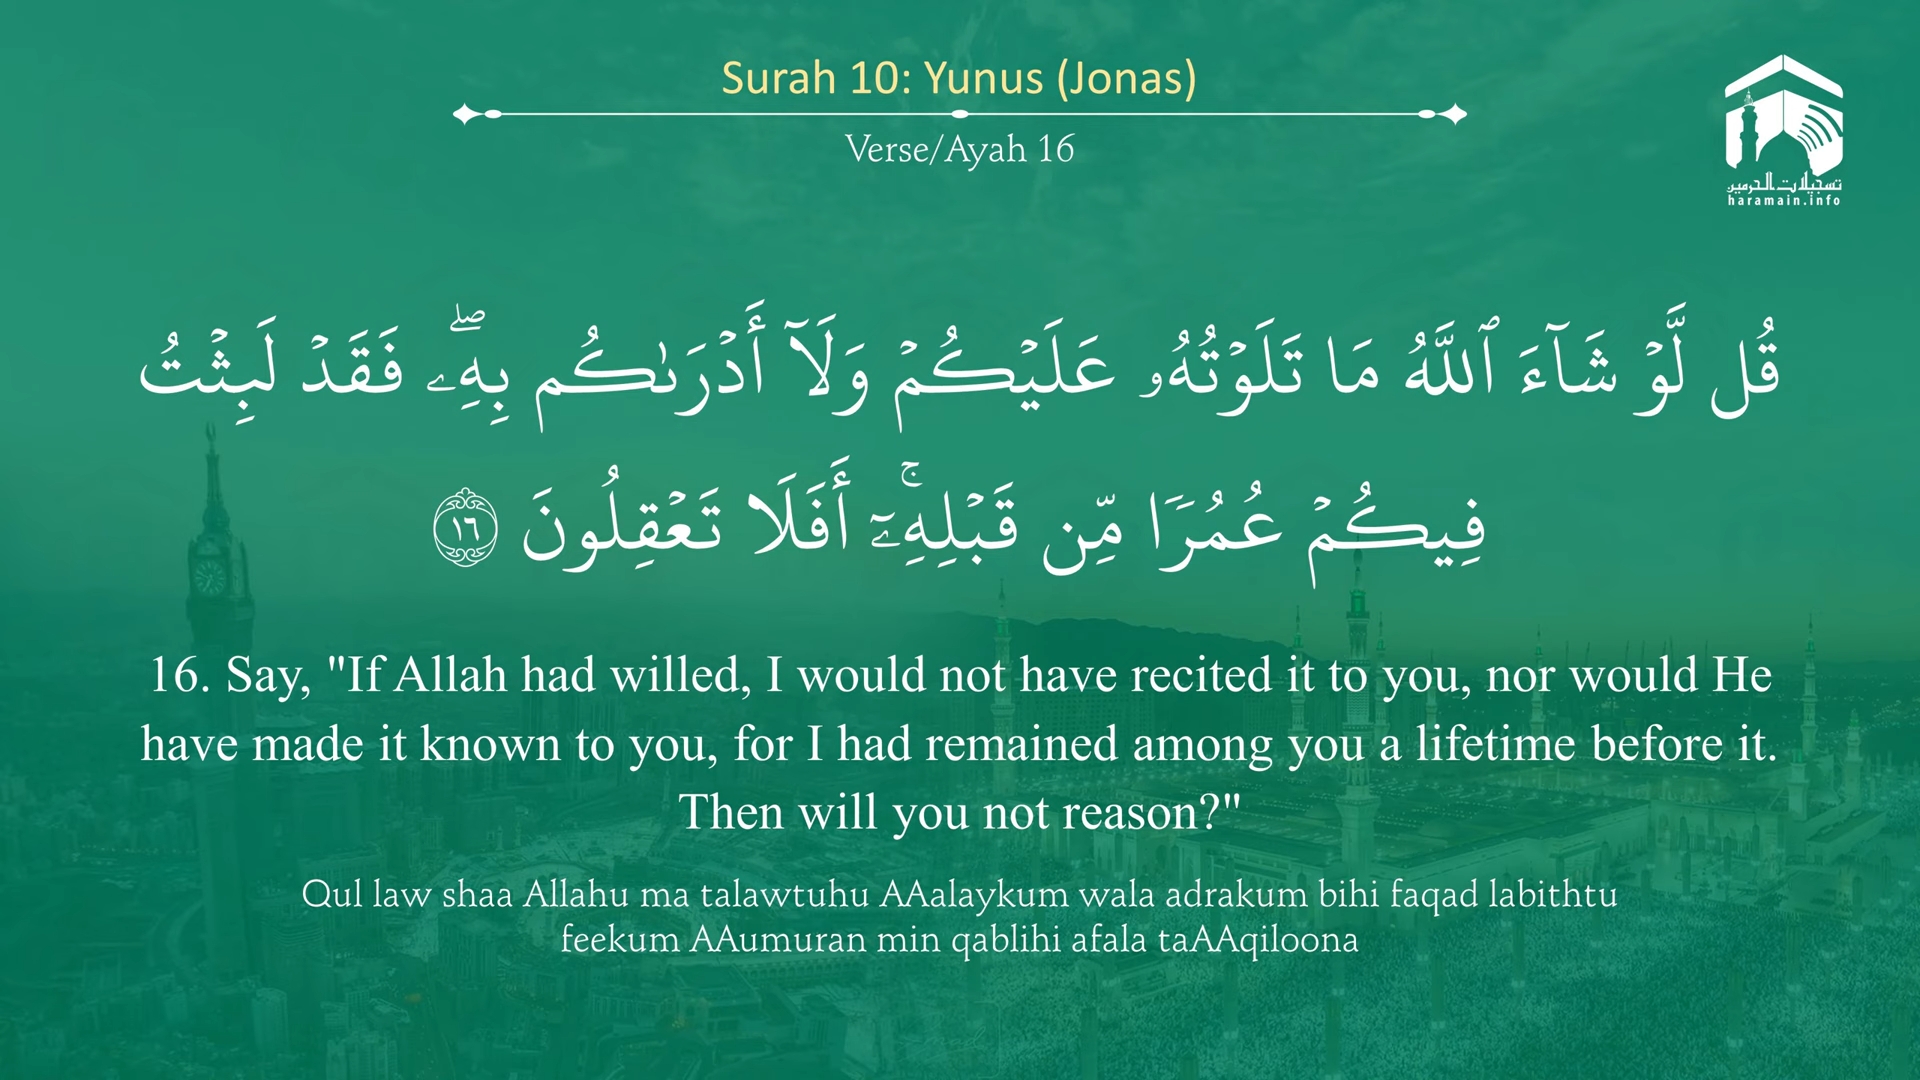 Surah 10: Yunus (Jonas)
Verse/Ayah 16
تسجيلات الحرمين
haramain.info
قُل لَّوۡ شَآءَ ٱللَّهُ مَا تَلَوۡتُهُۥ عَلَيۡكُمۡ وَلَآ أَدۡرَىٰكُم بِهِۦۖ فَقَدۡ لَبِثۡتُ
فِيكُمۡ عُمُرٗا مِّن قَبۡلِهِۦٓۚ أَفَلَا تَعۡقِلُونَ ١٦
16. Say, "If Allah had willed, I would not have recited it to you, nor would He
have made it known to you, for I had remained among you a lifetime before it.
Then will you not reason?"
Qul law shaa Allahu ma talawtuhu AAalaykum wala adrakum bihi faqad labithtu
feekum AAumuran min qablihi afala taAAqiloona